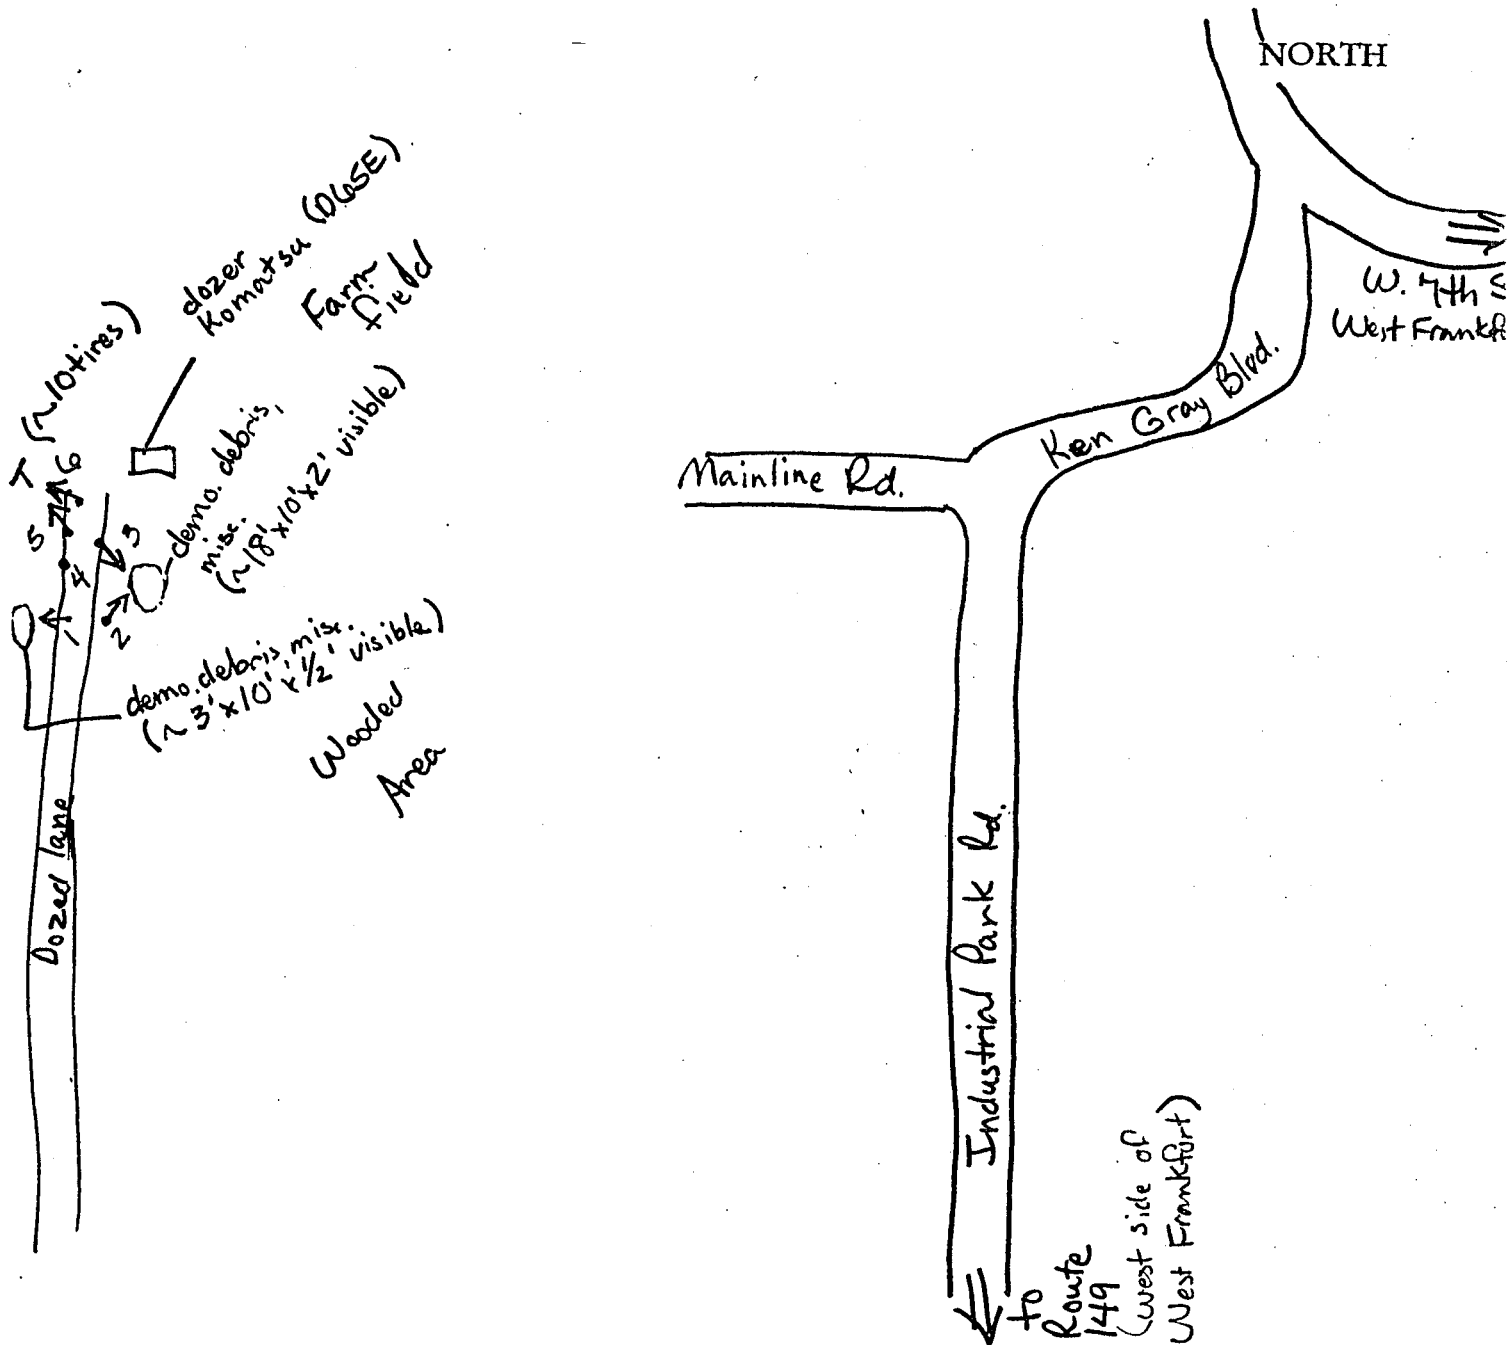 NORTH
W. 7th S
West Frankf
Ken Gray Blvd.
Mainline Rd.
Industrial Park Rd.
to
Route
149
(west side of
West Frankfurt)
dozer
Komatsu (D65E)
Farm
field
T (~10 tires)
6
5
4
3
2
1
demo. debris,
misc.
(~18'x10'x2' visible)
demo. debris, misc.
(~3'x10'x1/2' visible)
Wooded
Area
Dozed lane